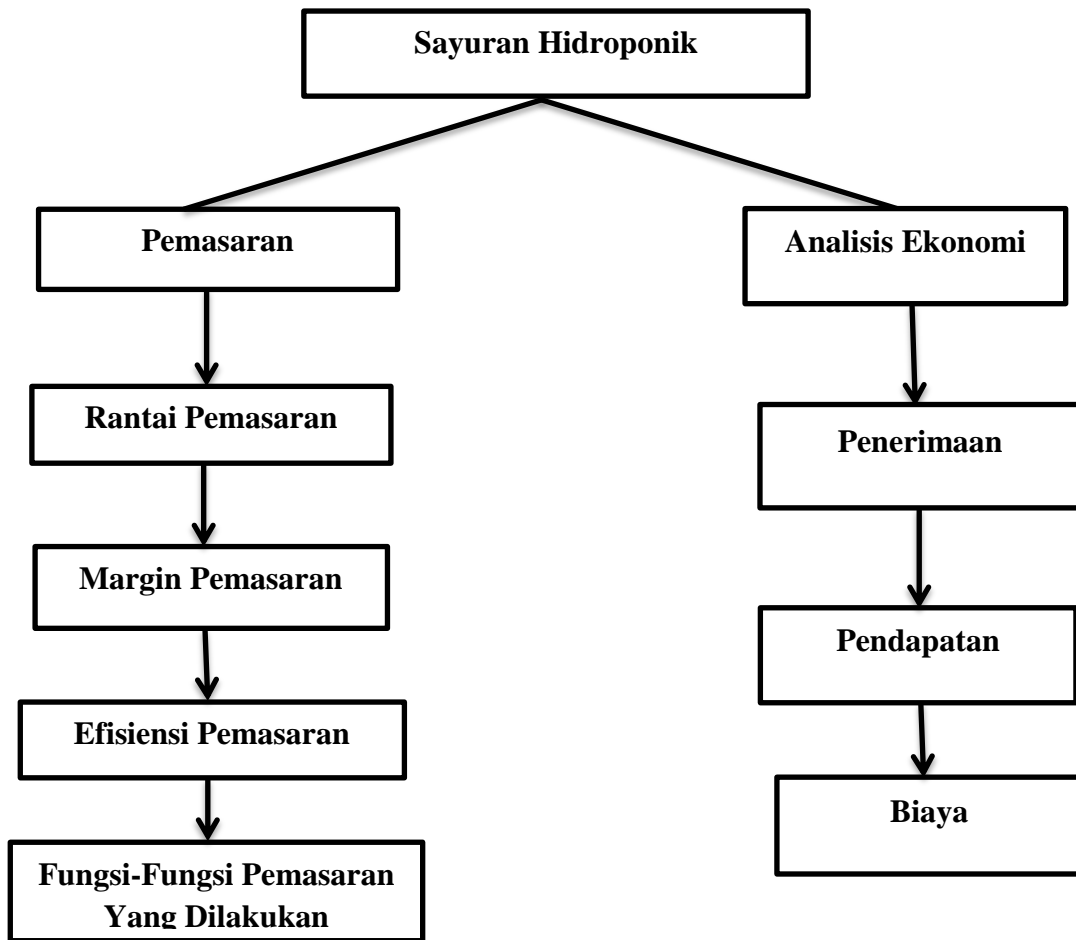 Sayuran Hidroponik
Pemasaran
Analisis Ekonomi
Rantai Pemasaran
Penerimaan
Margin Pemasaran
Pendapatan
Efisiensi Pemasaran
Biaya
Fungsi-Fungsi Pemasaran
Yang Dilakukan